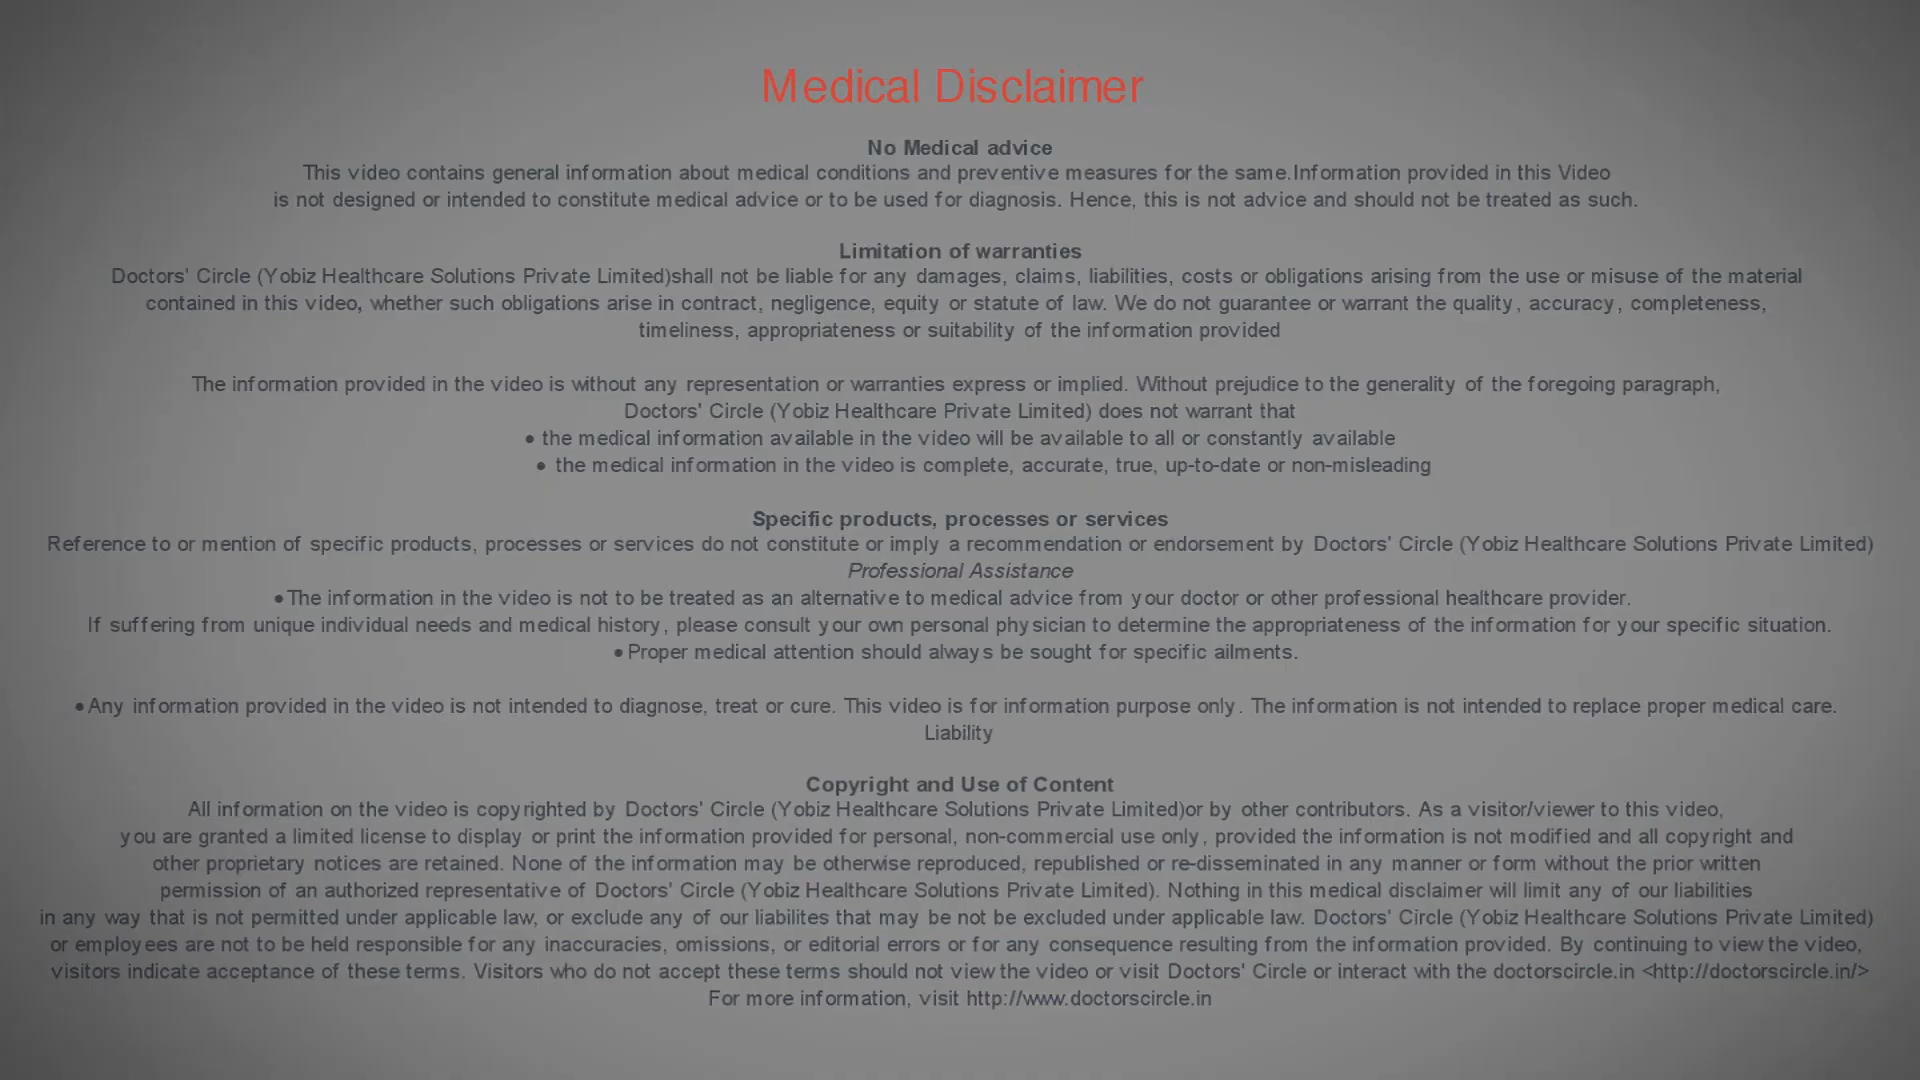 Medical Disclaimer
No Medical advice
This video contains general information about medical conditions and preventive measures for the same.Information provided in this Video
is not designed or intended to constitute medical advice or to be used for diagnosis. Hence, this is not advice and should not be treated as such.
Limitation of warranties
Doctors' Circle (Yobiz Healthcare Solutions Private Limited)shall not be liable for any damages, claims, liabilities, costs or obligations arising from the use or misuse of the material
contained in this video, whether such obligations arise in contract, negligence, equity or statute of law. We do not guarantee or warrant the quality, accuracy, completeness,
timeliness, appropriateness or suitability of the information provided
The information provided in the video is without any representation or warranties express or implied. Without prejudice to the generality of the foregoing paragraph,
Doctors' Circle (Yobiz Healthcare Private Limited) does not warrant that
• the medical information available in the video will be available to all or constantly available
• the medical information in the video is complete, accurate, true, up-to-date or non-misleading
Specific products, processes or services
Reference to or mention of specific products, processes or services do not constitute or imply a recommendation or endorsement by Doctors' Circle (Yobiz Healthcare Solutions Private Limited)
Professional Assistance
•The information in the video is not to be treated as an alternative to medical advice from your doctor or other professional healthcare provider.
If suffering from unique individual needs and medical history, please consult your own personal physician to determine the appropriateness of the information for your specific situation.
•Proper medical attention should always be sought for specific ailments.
•Any information provided in the video is not intended to diagnose, treat or cure. This video is for information purpose only. The information is not intended to replace proper medical care.
Liability
Copyright and Use of Content
All information on the video is copyrighted by Doctors' Circle (Yobiz Healthcare Solutions Private Limited)or by other contributors. As a visitor/viewer to this video,
you are granted a limited license to display or print the information provided for personal, non-commercial use only, provided the information is not modified and all copyright and
other proprietary notices are retained. None of the information may be otherwise reproduced, republished or re-disseminated in any manner or form without the prior written
permission of an authorized representative of Doctors' Circle (Yobiz Healthcare Solutions Private Limited). Nothing in this medical disclaimer will limit any of our liabilities
in any way that is not permitted under applicable law, or exclude any of our liabilites that may be not be excluded under applicable law. Doctors' Circle (Yobiz Healthcare Solutions Private Limited)
or employees are not to be held responsible for any inaccuracies, omissions, or editorial errors or for any consequence resulting from the information provided. By continuing to view the video,
visitors indicate acceptance of these terms. Visitors who do not accept these terms should not view the video or visit Doctors' Circle or interact with the doctorscircle.in <http://doctorscircle.in/>
For more information, visit http://www.doctorscircle.in